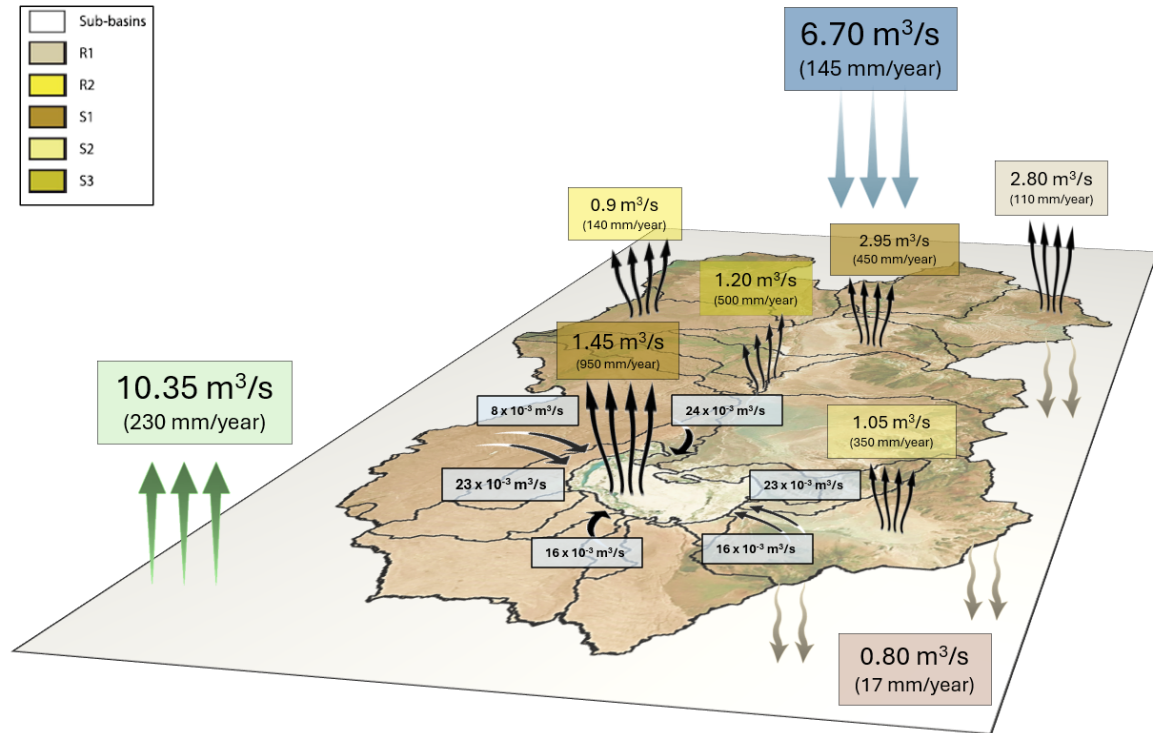 Sub-basins
R1
R2
S1
S2
S3
6.70 m³/s
(145 mm/year)
2.80 m³/s
(110 mm/year)
0.9 m³/s
(140 mm/year)
2.95 m³/s
(450 mm/year)
1.20 m³/s
(500 mm/year)
1.45 m³/s
(950 mm/year)
10.35 m³/s
(230 mm/year)
8 x 10⁻³ m³/s
24 x 10⁻³ m³/s
1.05 m³/s
(350 mm/year)
23 x 10⁻³ m³/s
23 x 10⁻³ m³/s
16 x 10⁻³ m³/s
16 x 10⁻³ m³/s
0.80 m³/s
(17 mm/year)